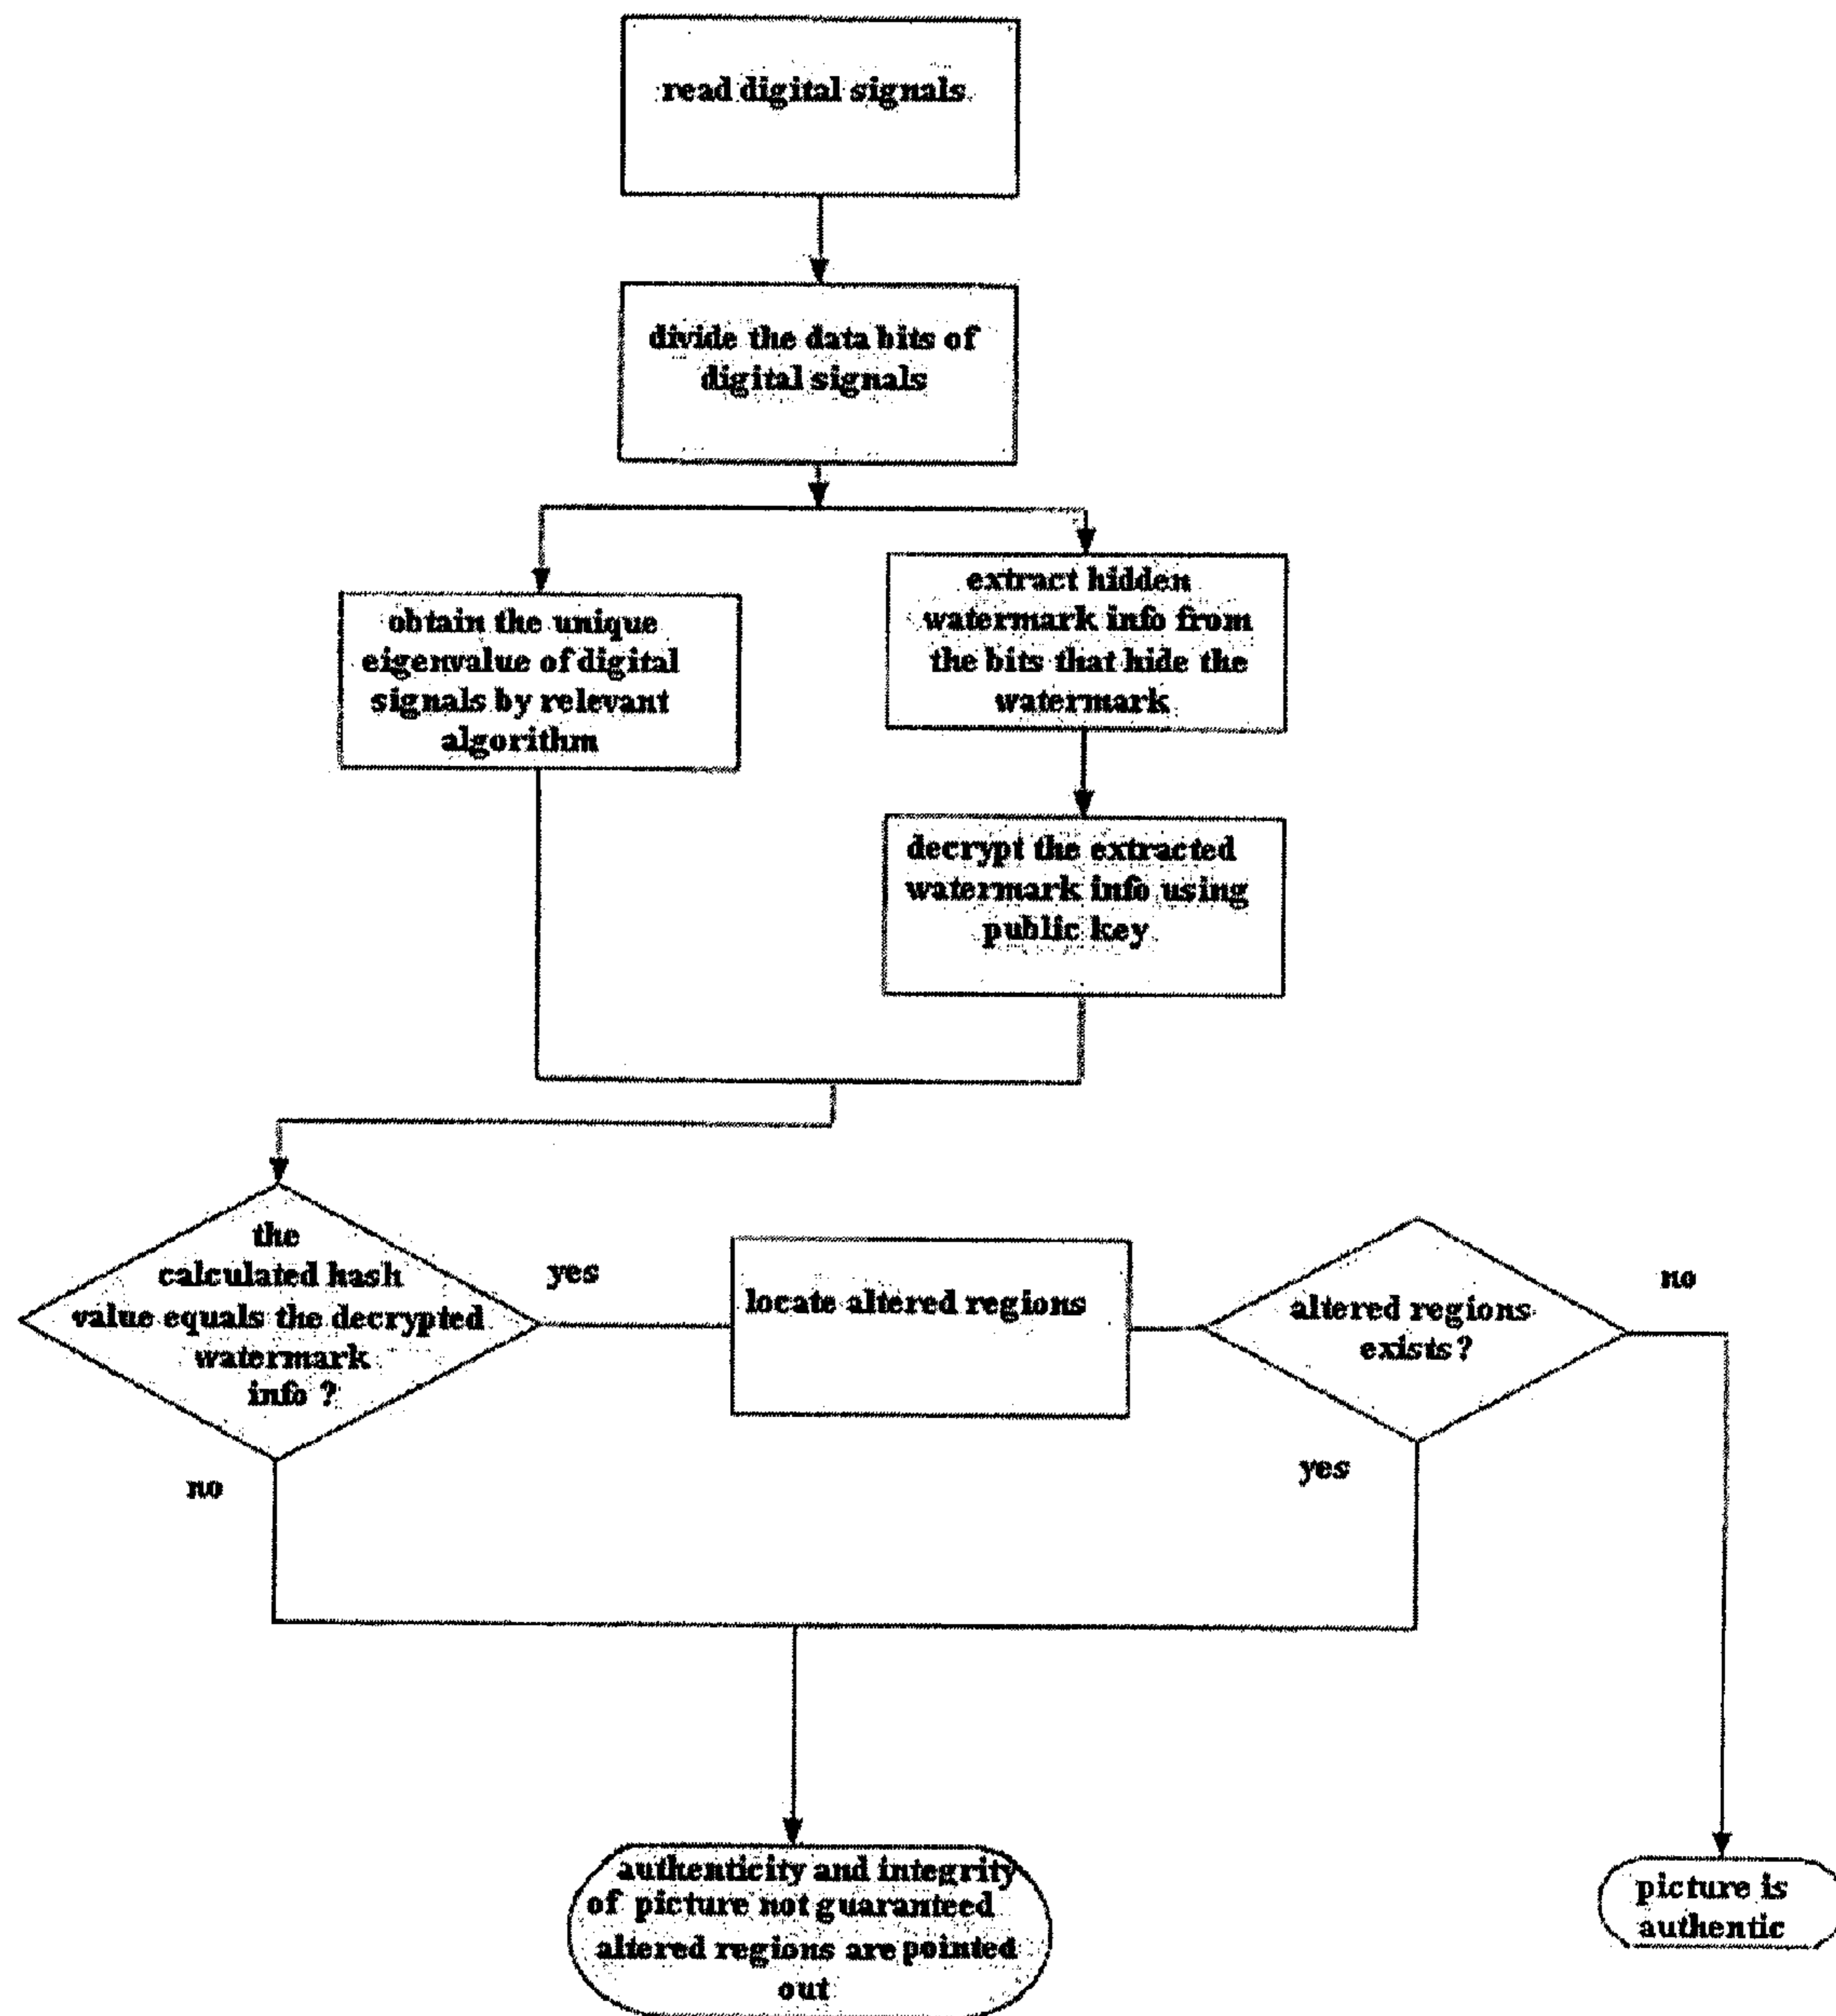 read digital signals
divide the data bits of
digital signals
obtain the unique
eigenvalue of digital
signals by relevant
algorithm
extract hidden
watermark info from
the bits that hide the
watermark
decrypt the extracted
watermark info using
public key
the
calculated hash
value equals the decrypted
watermark
info ?
yes
no
locate altered regions
altered regions
exists?
no
yes
authenticity and integrity
of picture not guaranteed
altered regions are pointed
out
picture is
authentic